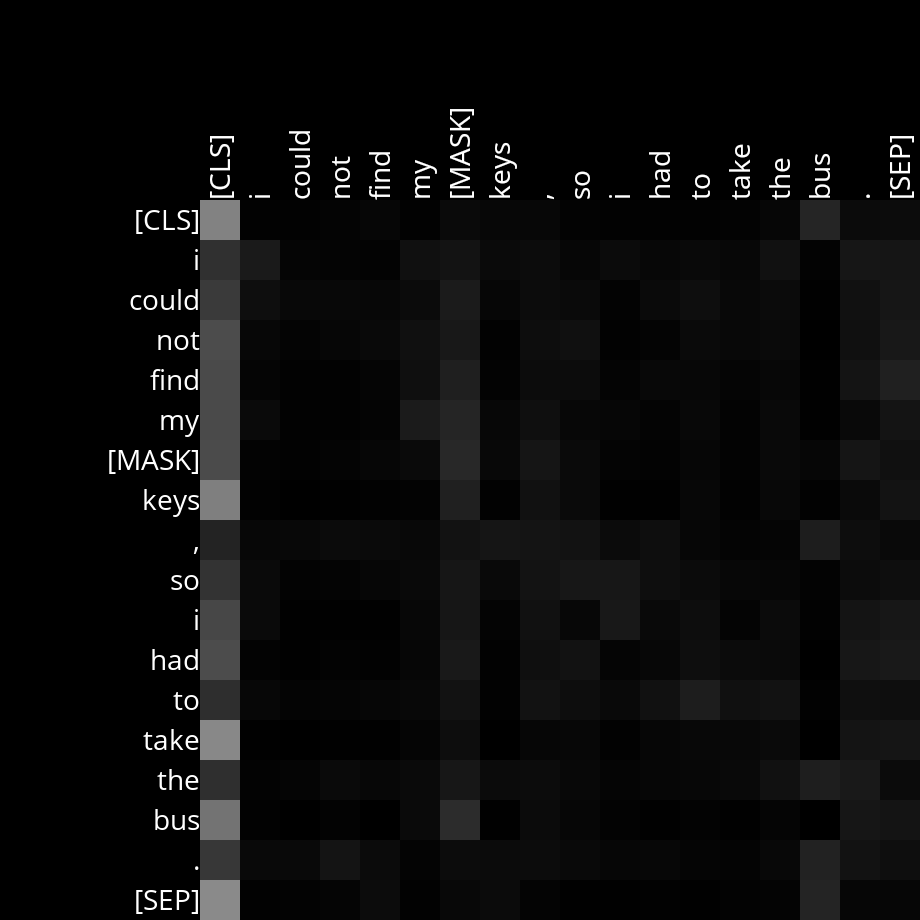 [CLS] i could not find my [MASK] keys , so i had to take the bus . [SEP]
[CLS]
i
could
not
find
my
[MASK]
keys
,
so
i
had
to
take
the
bus
.
[SEP]